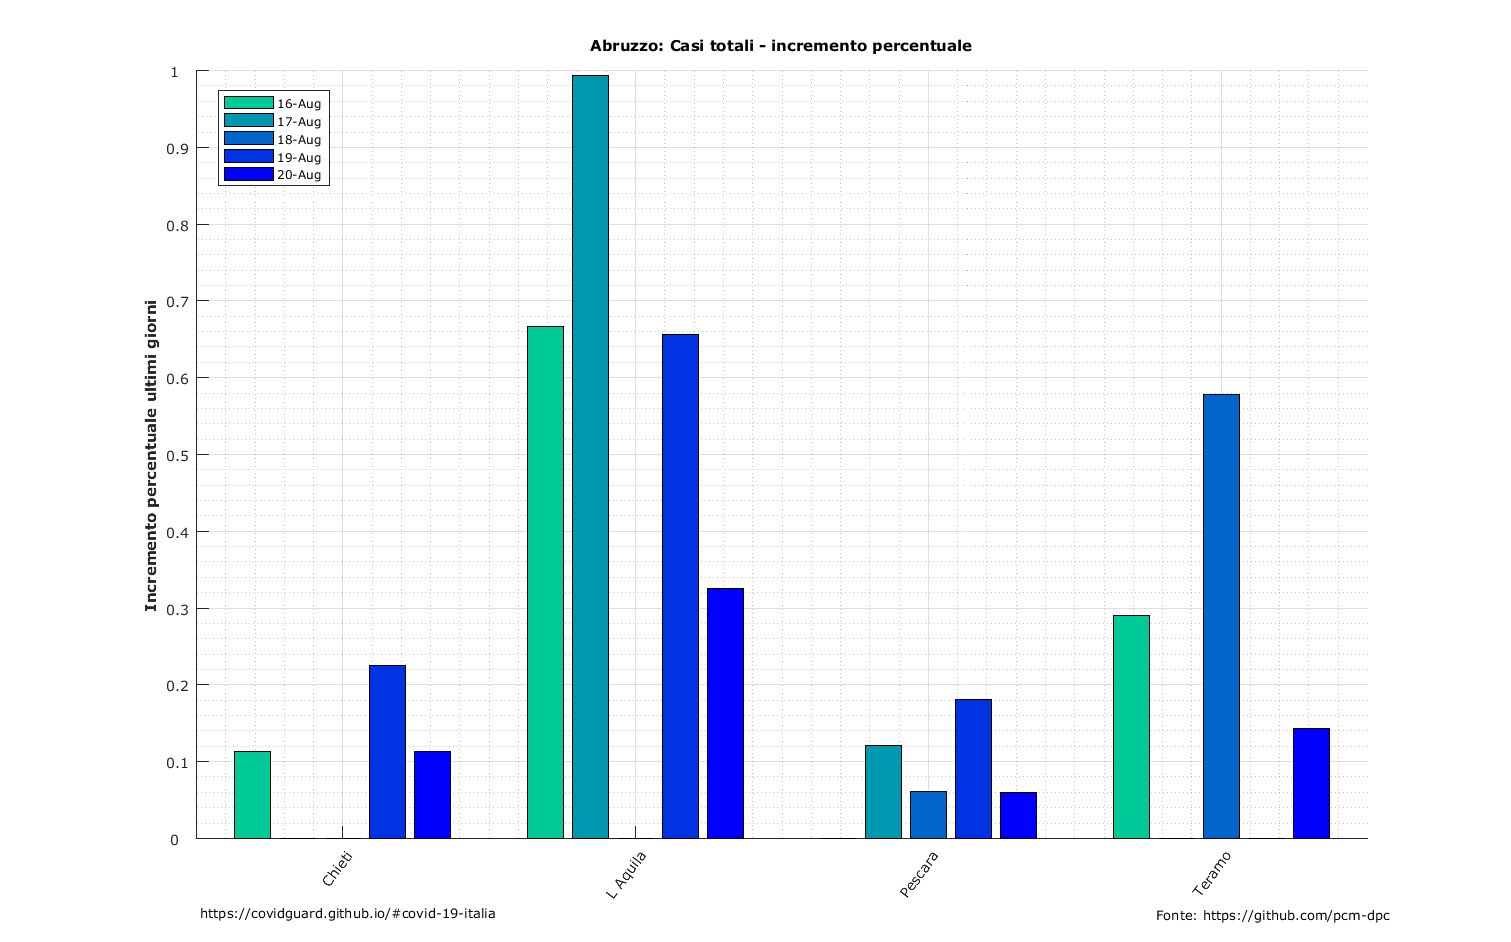 Abruzzo: Casi totali - incremento percentuale
1
0.9
0.8
0.7
0.6
0.5
0.4
0.3
0.2
0.1
0
Incremento percentuale ultimi giorni
16-Aug
17-Aug
18-Aug
19-Aug
20-Aug
Chieti
L Aquila
Pescara
Teramo
https://covidguard.github.io/#covid-19-italia
Fonte: https://github.com/pcm-dpc